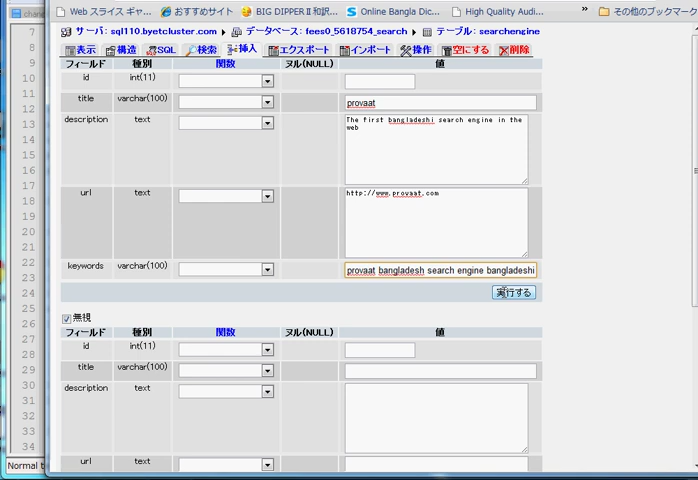 Web スライス ギャ... おすすめサイト BIG DIPPERⅡ和訳... Online Bangla Dic... High Quality Audi... » その他のブックマーク
サーバ: sql110.byetcluster.com ▶ データベース: fees0_5618754_search ▶ テーブル: searchengine
表示 構造 SQL 検索 挿入 エクスポート インポート 操作 空にする 削除
フィールド 種別 関数 ヌル(NULL) 値
id int(11)
title varchar(100) provaat
description text The first bangladeshi search engine in the
web
url text http://www.provaat.com
keywords varchar(100) provaat bangladesh search engine bangladeshi
実行する
無視
フィールド 種別 関数 ヌル(NULL) 値
id int(11)
title varchar(100)
description text
url text
7
8
9
10
11
12
13
14
15
16
17
18
19
20
21
22
23
24
25
26
27
28
29
30
31
32
33
34
Normal t